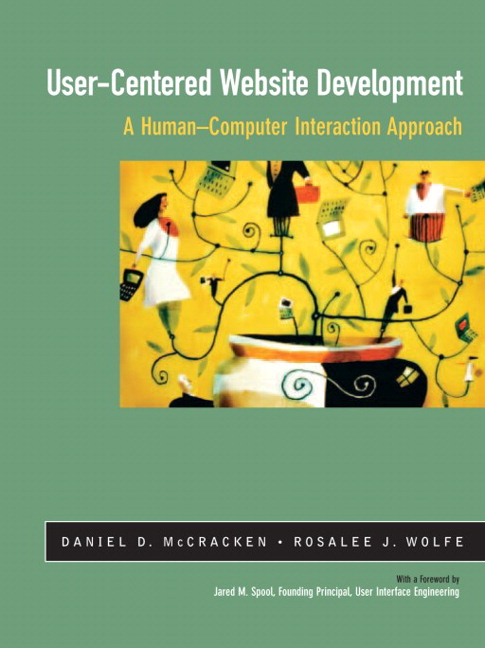 User-Centered Website Development
A Human–Computer Interaction Approach
DANIEL D. McCRACKEN • ROSALEE J. WOLFE
With a Foreword by
Jared M. Spool, Founding Principal, User Interface Engineering